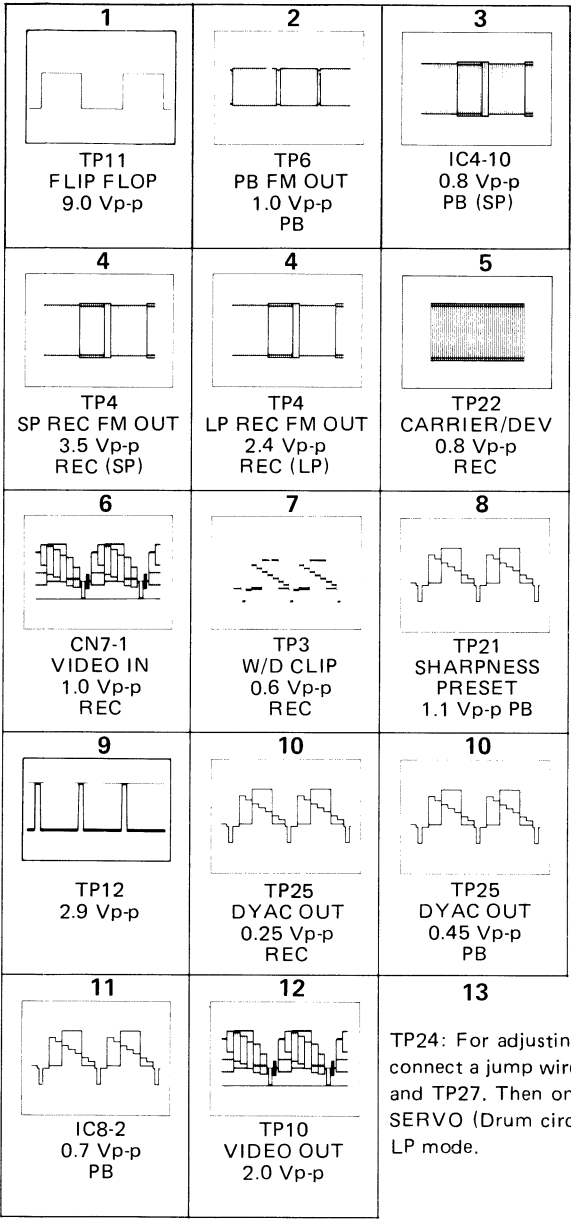 1
TP11
FLIP FLOP
9.0 Vp-p
2
TP6
PB FM OUT
1.0 Vp-p
PB
3
IC4-10
0.8 Vp-p
PB (SP)
4
TP4
SP REC FM OUT
3.5 Vp-p
REC (SP)
4
TP4
LP REC FM OUT
2.4 Vp-p
REC (LP)
5
TP22
CARRIER/DEV
0.8 Vp-p
REC
6
CN7-1
VIDEO IN
1.0 Vp-p
REC
7
TP3
W/D CLIP
0.6 Vp-p
REC
8
TP21
SHARPNESS
PRESET
1.1 Vp-p PB
9
TP12
2.9 Vp-p
10
TP25
DYAC OUT
0.25 Vp-p
REC
10
TP25
DYAC OUT
0.45 Vp-p
PB
11
IC8-2
0.7 Vp-p
PB
12
TP10
VIDEO OUT
2.0 Vp-p
13
TP24: For adjustin
connect a jump wir
and TP27. Then on
SERVO (Drum circ
LP mode.